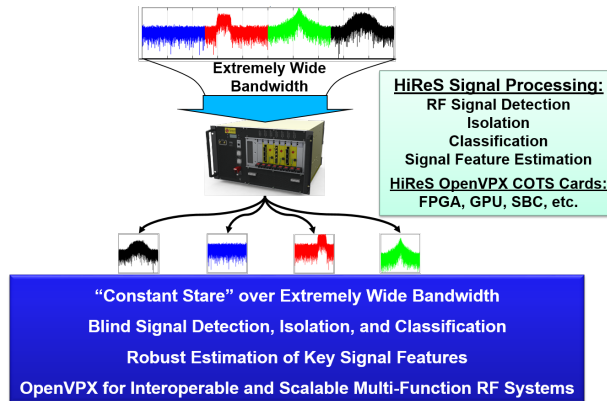 Extremely Wide
Bandwidth
HiReS Signal Processing:
RF Signal Detection
Isolation
Classification
Signal Feature Estimation
HiReS OpenVPX COTS Cards:
FPGA, GPU, SBC, etc.
“Constant Stare” over Extremely Wide Bandwidth
Blind Signal Detection, Isolation, and Classification
Robust Estimation of Key Signal Features
OpenVPX for Interoperable and Scalable Multi-Function RF Systems